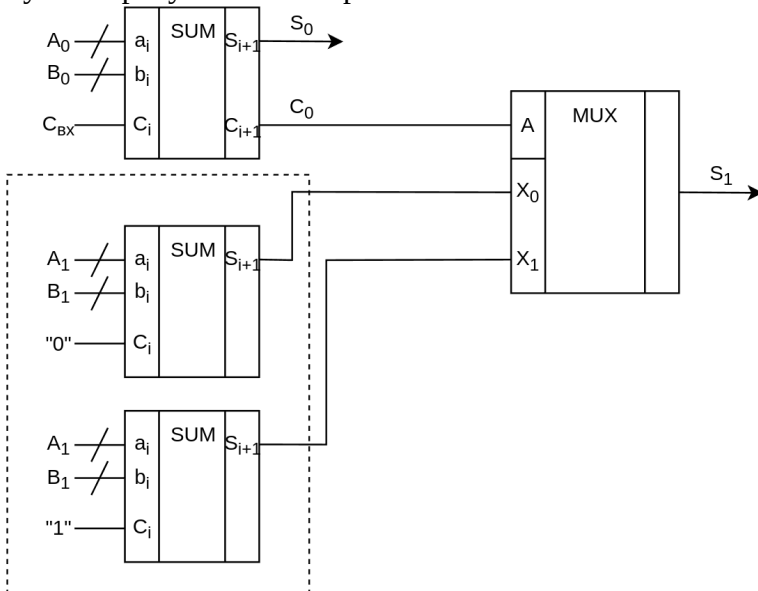 A0
B0
Cвх
ai
bi
Ci
SUM
Si+1
Ci+1
S0
C0
A
X0
X1
MUX
S1
A1
B1
"0"
ai
bi
Ci
SUM
Si+1
A1
B1
"1"
ai
bi
Ci
SUM
Si+1